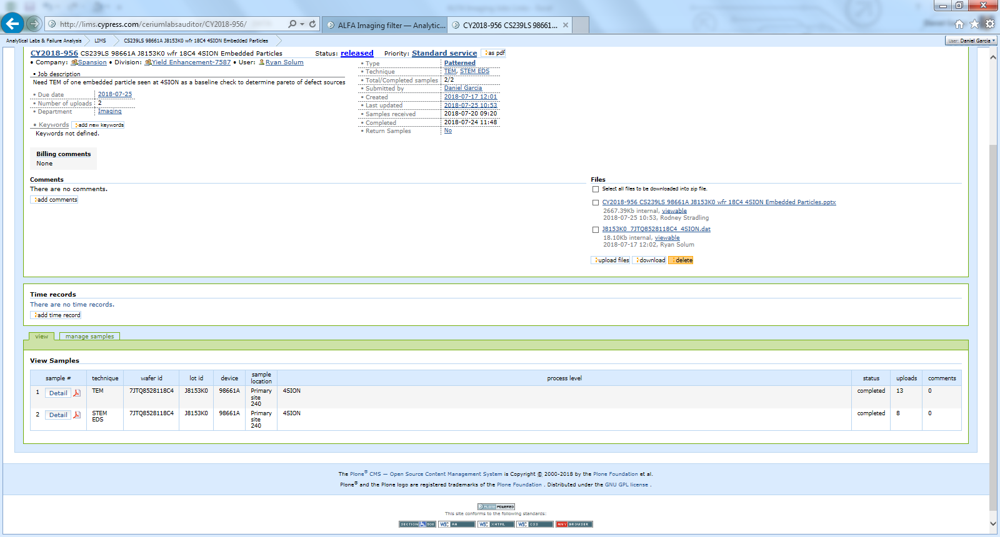 http://lims.cypress.com/ceriumlabsauditor/CY2018-956/
ALFA Imaging filter — Analytic...
CY2018-956 CS239LS 98661...
Analytical Labs & Failure Analysis
LIMS
CS239LS 98661A J8153K0 wfr 18C4 4SION Embedded Particles
User: Daniel Garcia
CY2018-956 CS239LS 98661A J8153K0 wfr 18C4 4SION Embedded Particles
Status: released
Priority: Standard service
as pdf
• Company: Spansion • Division: Yield Enhancement-7587 • User: Ryan Solum
• Job description
Need TEM of one embedded particle seen at 4SION as a baseline check to determine pareto of defect sources
• Due date 2018-07-25
• Number of uploads 2
• Department Imaging
• Keywords add new keywords
Keywords not defined.
• Type Patterned
• Technique TEM, STEM EDS
• Total/Completed samples 2/2
• Submitted by Daniel Garcia
• Created 2018-07-17 12:01
• Last updated 2018-07-25 10:53
• Samples received 2018-07-20 09:20
• Completed 2018-07-24 11:48
• Return Samples No
Billing comments
None
Comments
There are no comments.
add comments
Files
Select all files to be downloaded into zip file.
CY2018-956 CS239LS 98661A J8153K0 wfr 18C4 4SION Embedded Particles.pptx
2667.39Kb internal, viewable
2018-07-25 10:53, Rodney Stradling
J8153K0_7JTQ8528118C4_4SION.dat
18.10Kb internal, viewable
2018-07-17 12:02, Ryan Solum
upload files download delete
Time records
There are no time records.
add time record
view manage samples
View Samples
sample # technique wafer id lot id device sample location process level status uploads comments
1 Detail TEM 7JTQ8528118C4 J8153K0 98661A Primary site 240 4SION completed 13 0
2 Detail STEM EDS 7JTQ8528118C4 J8153K0 98661A Primary site 240 4SION completed 8 0
The Plone® CMS — Open Source Content Management System is Copyright © 2000-2018 by the Plone Foundation et al.
Plone® and the Plone logo are registered trademarks of the Plone Foundation . Distributed under the GNU GPL license .
PLONE POWERED
This site conforms to the following standards:
SECTION 508 W3C AA W3C XHTML W3C CSS ANY BROWSER